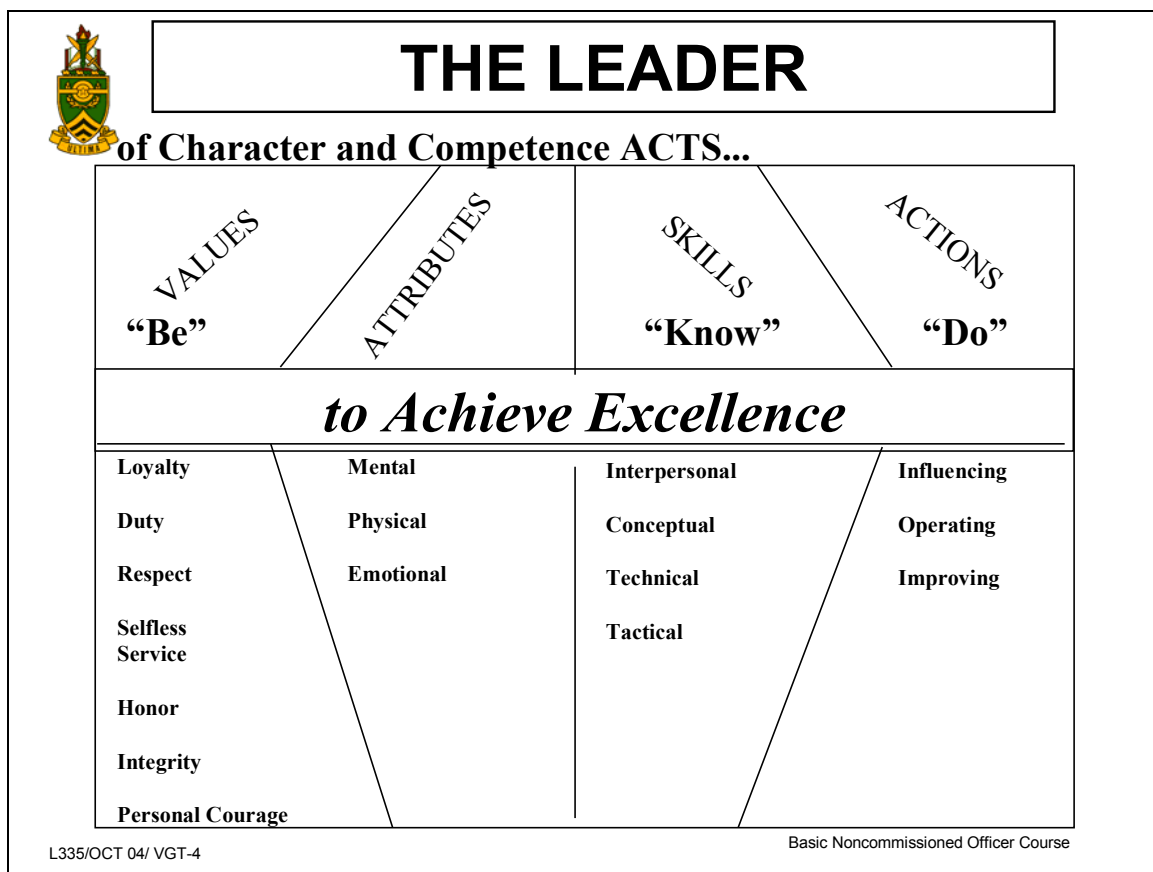 THE LEADER
ULTIMA
of Character and Competence ACTS...
VALUES
ATTRIBUTES
SKILLS
ACTIONS
“Be”
“Know”
“Do”
to Achieve Excellence
Loyalty
Duty
Respect
Selfless
Service
Honor
Integrity
Personal Courage
Mental
Physical
Emotional
Interpersonal
Conceptual
Technical
Tactical
Influencing
Operating
Improving
L335/OCT 04/ VGT-4
Basic Noncommissioned Officer Course